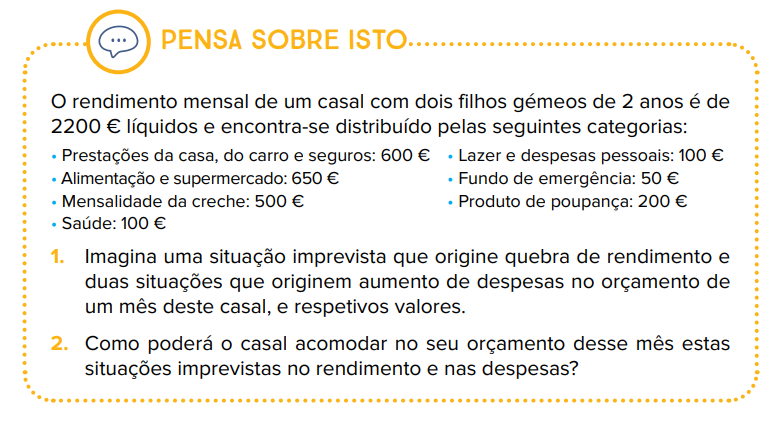 PENSA SOBRE ISTO
O rendimento mensal de um casal com dois filhos gémeos de 2 anos é de
2200 € líquidos e encontra-se distribuído pelas seguintes categorias:
• Prestações da casa, do carro e seguros: 600 €
• Alimentação e supermercado: 650 €
• Mensalidade da creche: 500 €
• Saúde: 100 €
• Lazer e despesas pessoais: 100 €
• Fundo de emergência: 50 €
• Produto de poupança: 200 €
1. Imagina uma situação imprevista que origine quebra de rendimento e
duas situações que originem aumento de despesas no orçamento de
um mês deste casal, e respetivos valores.
2. Como poderá o casal acomodar no seu orçamento desse mês estas
situações imprevistas no rendimento e nas despesas?